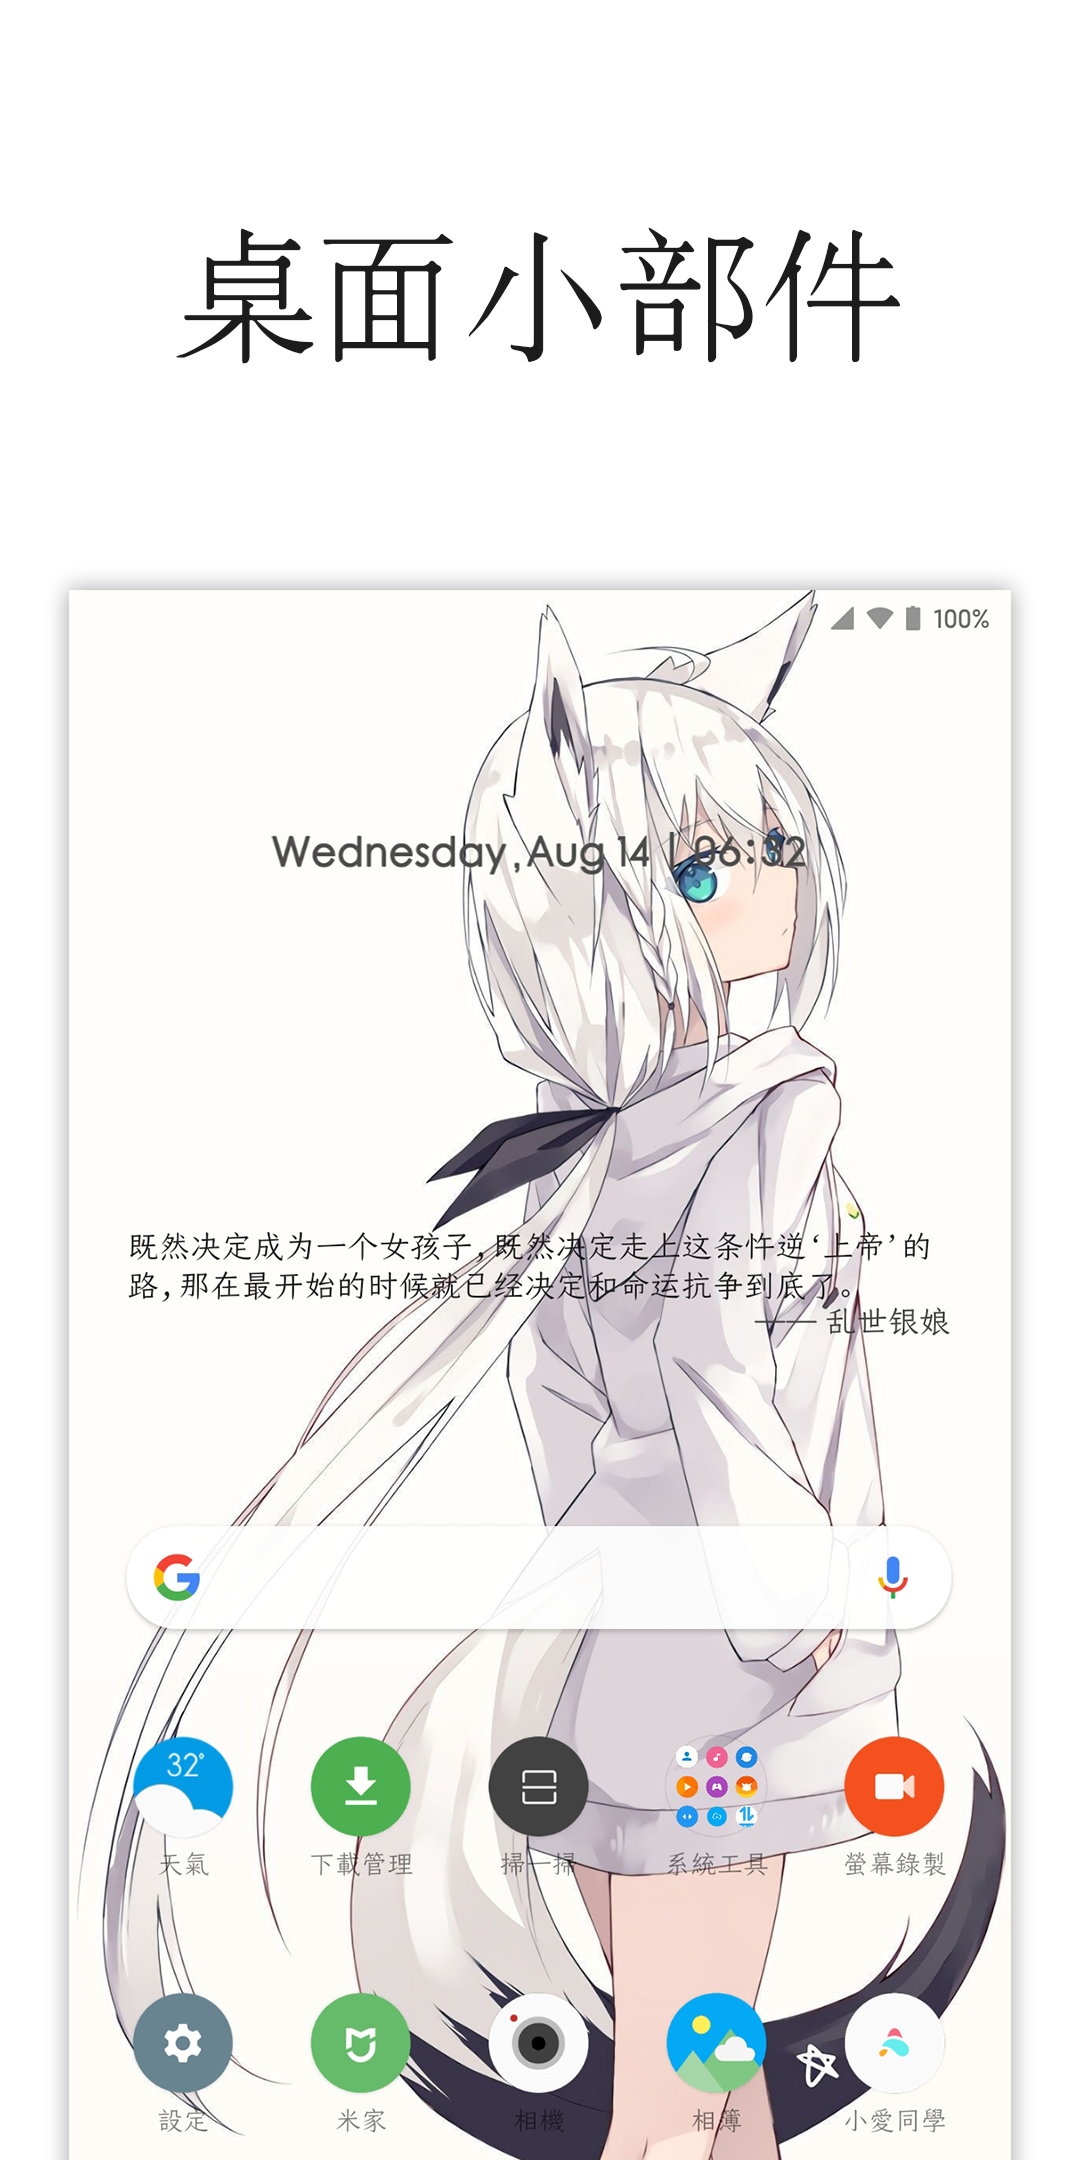 桌面小部件
100%
Wednesday, Aug 14 | 06:32
既然决定成为一个女孩子，既然决定走上这条忤逆‘上帝’的
路，那在最开始的时候就已经决定和命运抗争到底了。
—— 乱世银娘
32°
天氣 下載管理 掃一掃 系統工具 螢幕錄製
設定 米家 相機 相簿 小愛同學